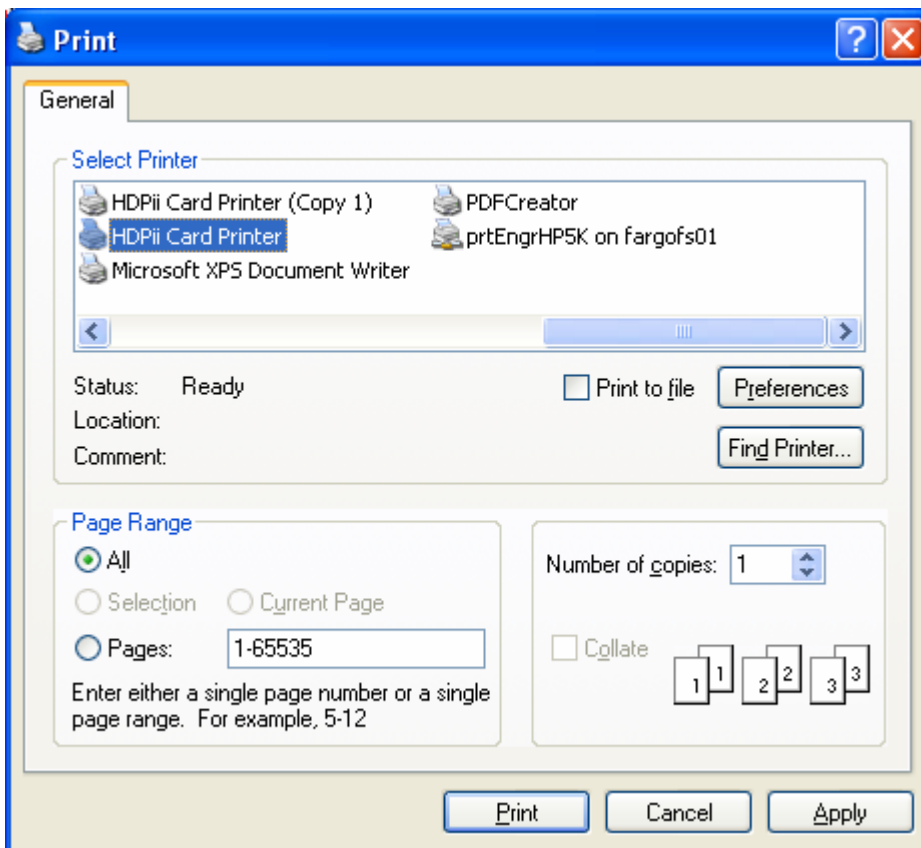 Print
General
Select Printer
HDPii Card Printer (Copy 1)
PDFCreator
HDPii Card Printer
prtEngrHP5K on fargofs01
Microsoft XPS Document Writer
Status: Ready
Print to file
Preferences
Location:
Find Printer...
Comment:
Page Range
All
Number of copies: 1
Selection
Current Page
Pages: 1-65535
Collate
1 1 2 2 3 3
Enter either a single page number or a single
page range. For example, 5-12
Print
Cancel
Apply